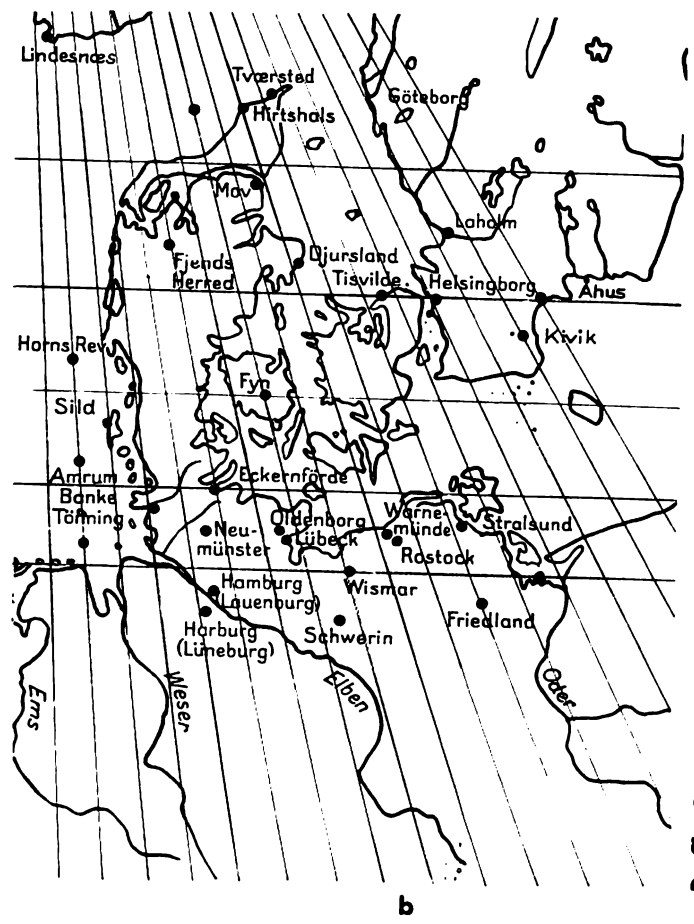 Lindesnæs
Tværsted
Hirtshals
Göteborg
Mov
Laholm
Fjends
Herred
Djursland
Tisvilde.
Helsingborg
Åhus
Horns Rev
Kivik
Fyn
Sild
Amrum
Banke
Tönning
Eckernförde
Neu-
münster
Oldenborg
Lübeck
Warne-
münde
Rostock
Stralsund
Hamburg
(Lauenburg)
Harburg
(Lüneburg)
Wismar
Schwerin
Friedland
Ems
Weser
Elben
Oder
b